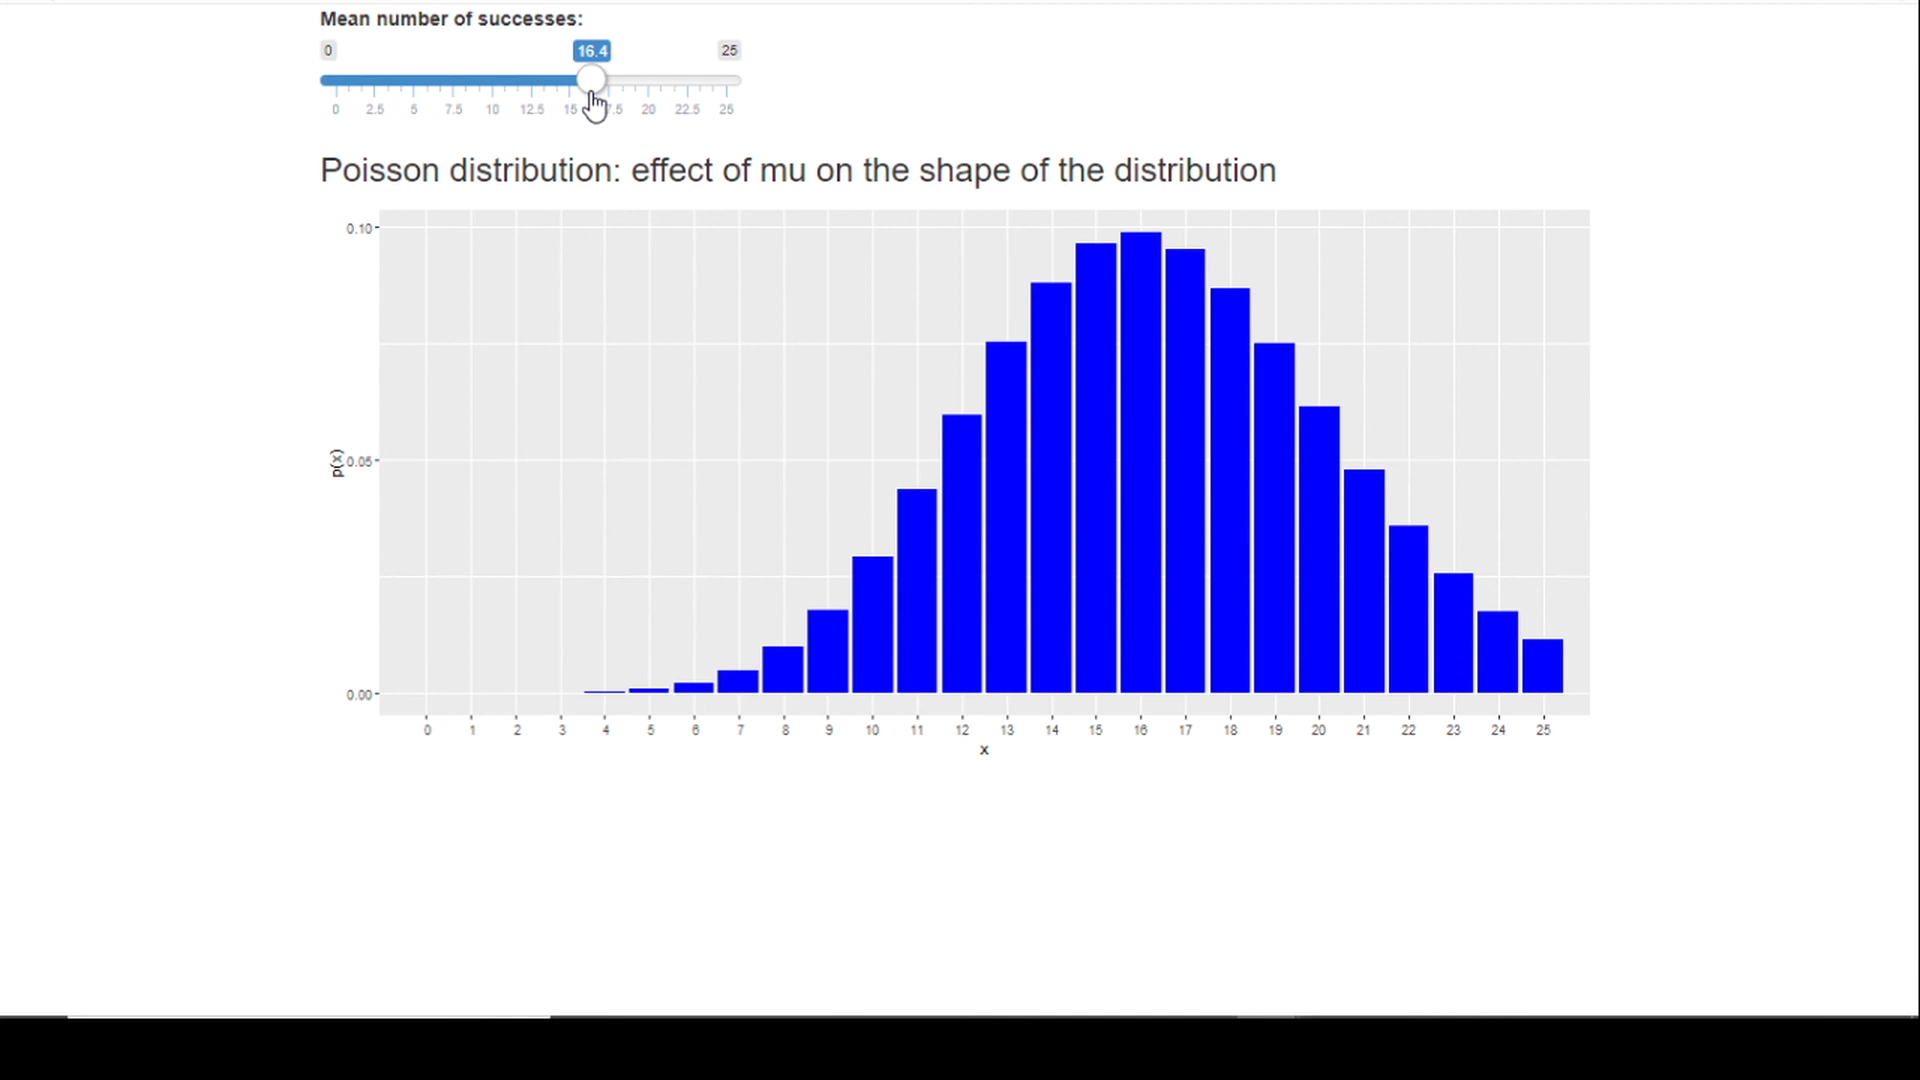 Mean number of successes:
0 16.4 25
0 2.5 5 7.5 10 12.5 15 7.5 20 22.5 25
Poisson distribution: effect of mu on the shape of the distribution
0.10
p(x)
0.05
0.00
0 1 2 3 4 5 6 7 8 9 10 11 12 13 14 15 16 17 18 19 20 21 22 23 24 25
x